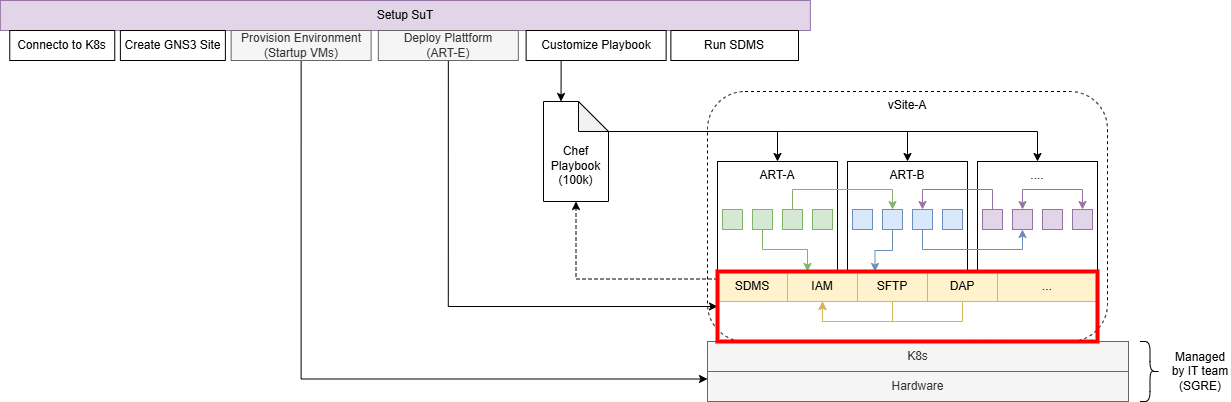 Setup SuT
Connecto to K8s
Create GNS3 Site
Provision Environment
(Startup VMs)
Deploy Plattform
(ART-E)
Customize Playbook
Run SDMS
vSite-A
Chef
Playbook
(100k)
ART-A
ART-B
....
SDMS
IAM
SFTP
DAP
...
K8s
Hardware
Managed
by IT team
(SGRE)